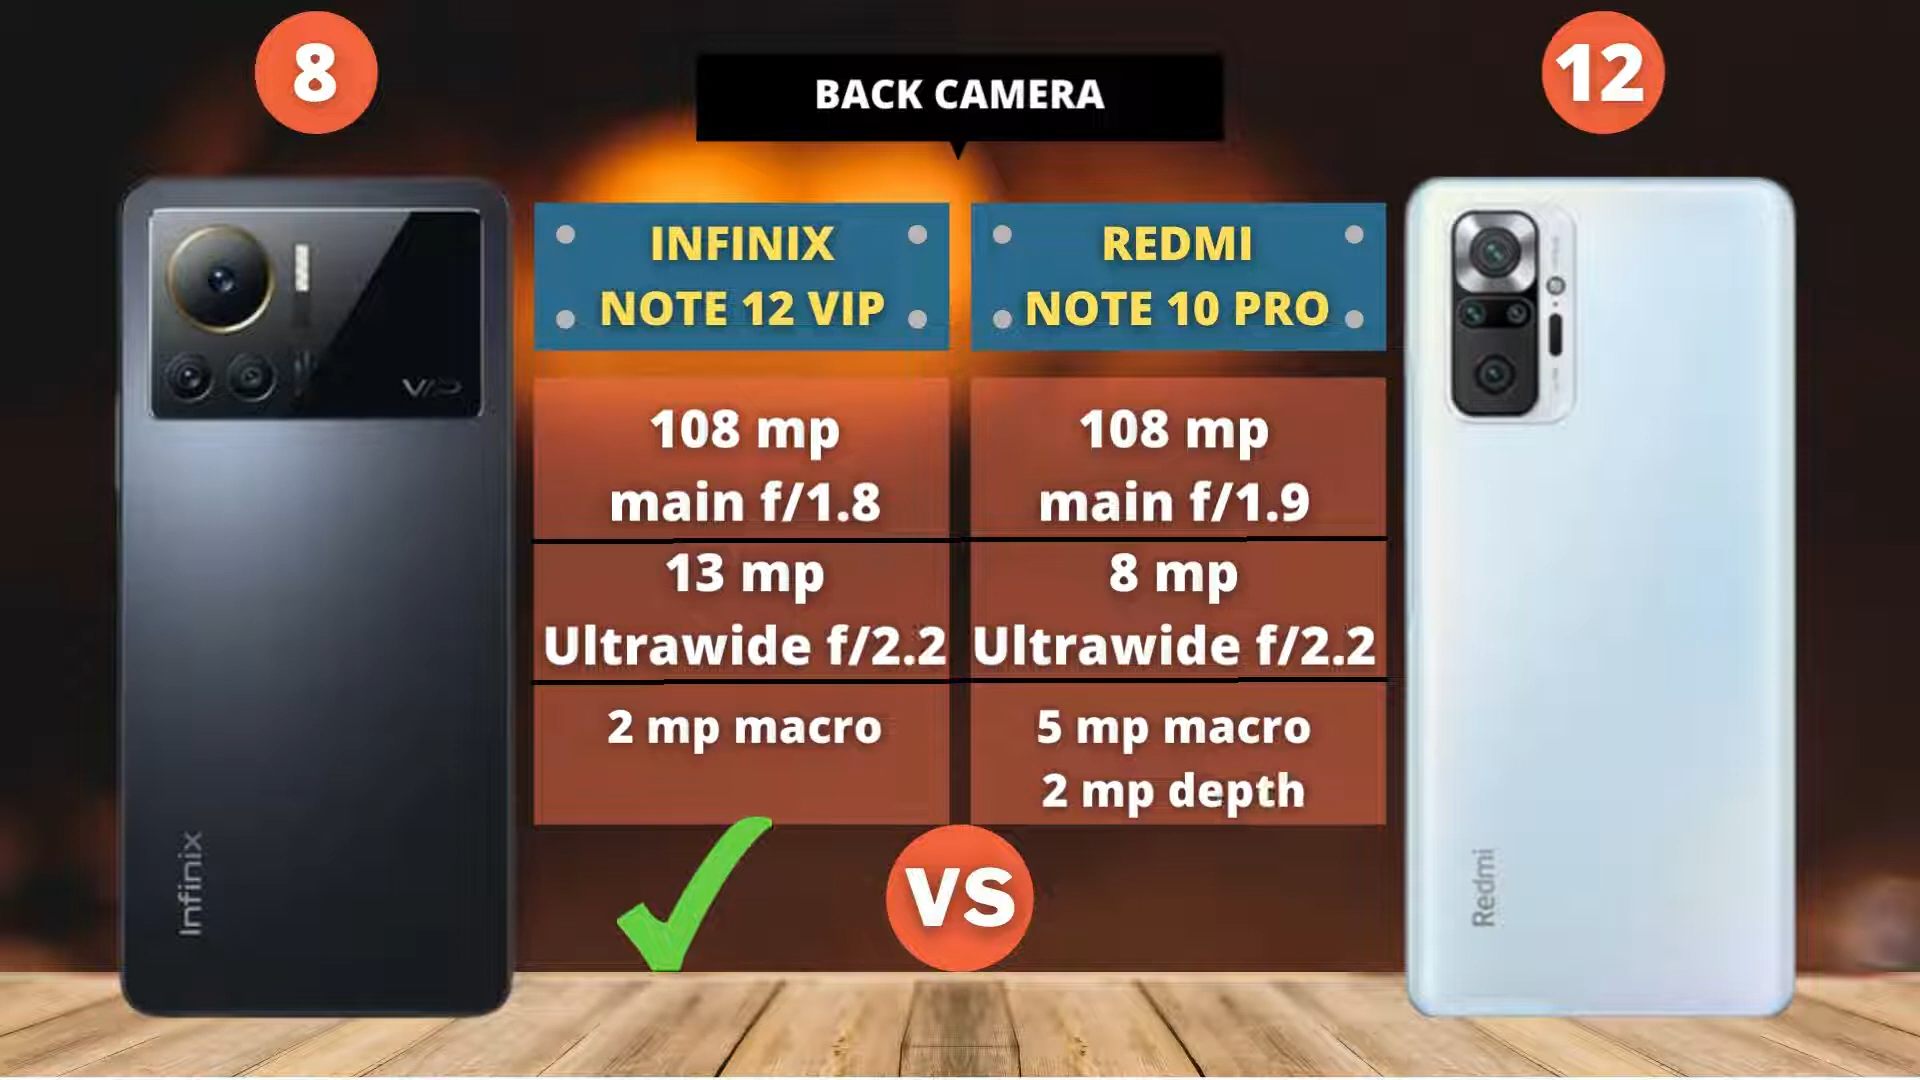 8
BACK CAMERA
12
INFINIX
NOTE 12 VIP
REDMI
NOTE 10 PRO
108 mp
main f/1.8
108 mp
main f/1.9
13 mp
Ultrawide f/2.2
8 mp
Ultrawide f/2.2
2 mp macro
5 mp macro
2 mp depth
VS
VIP
Infinix
Redmi